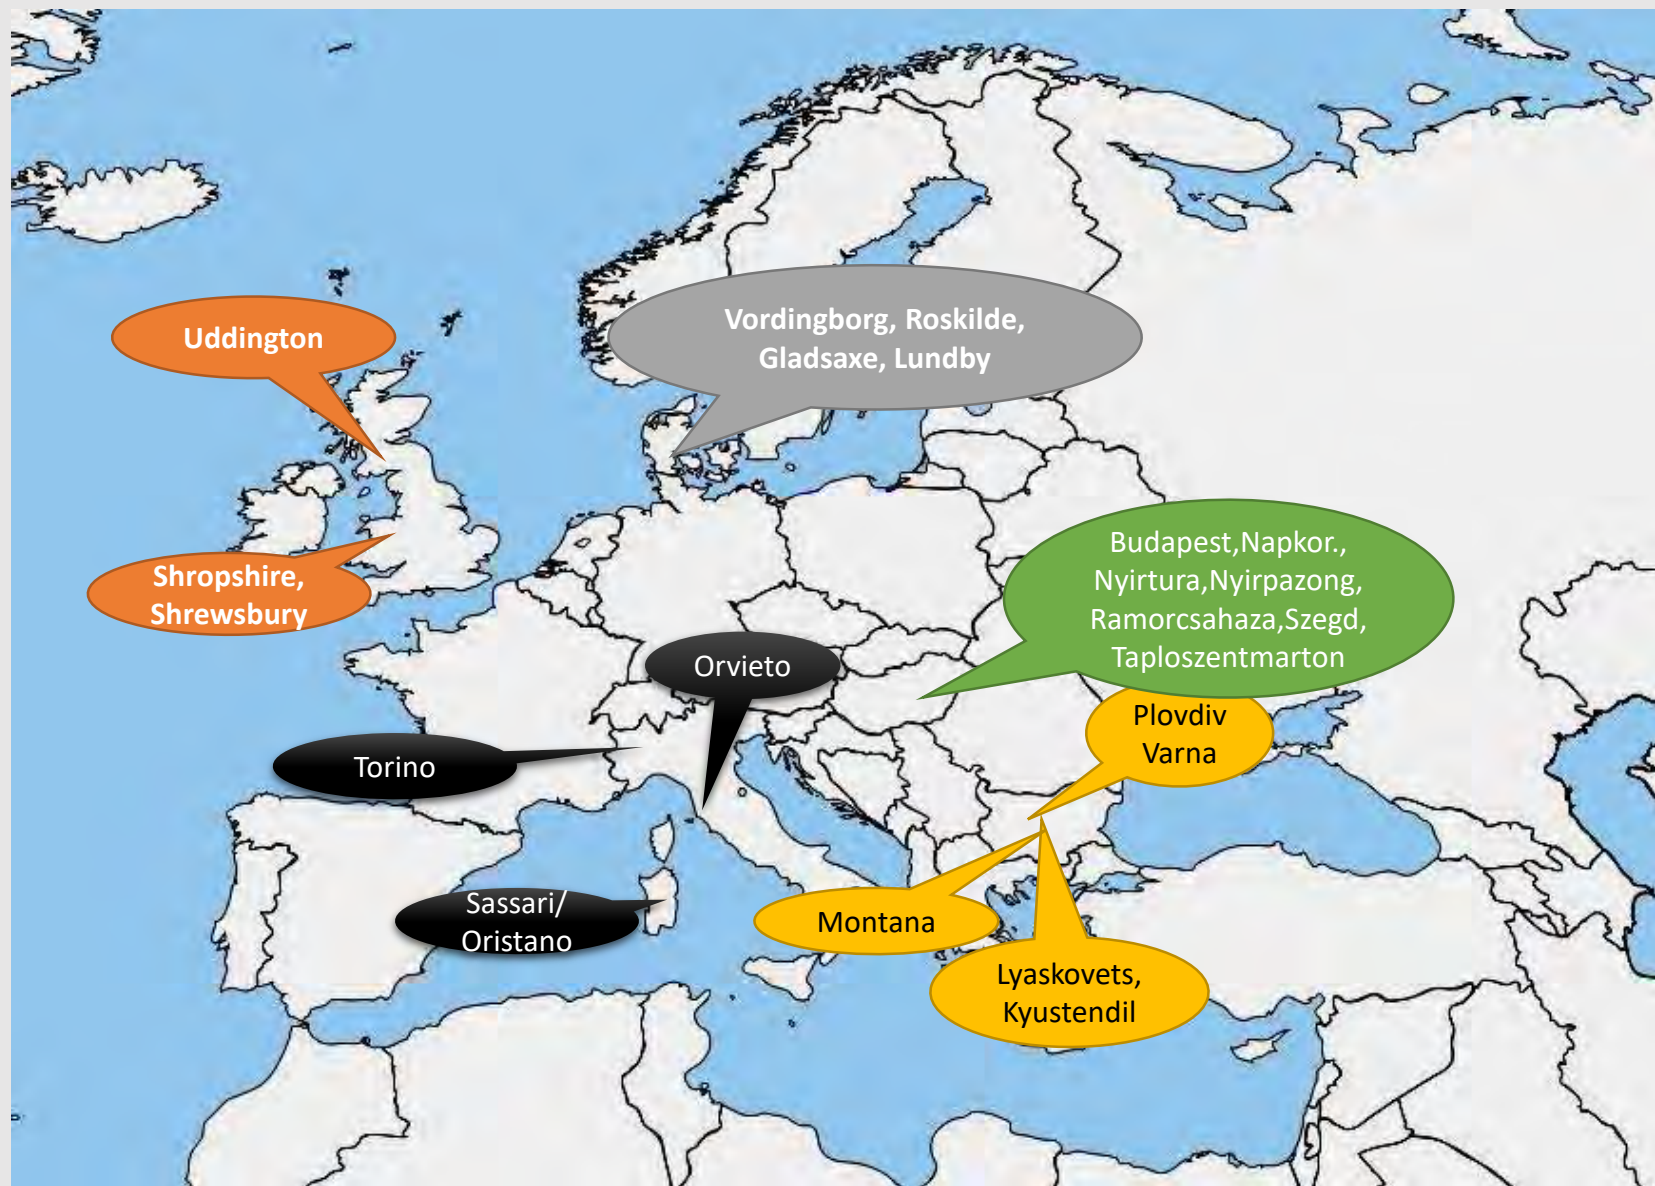 Uddington
Vordingborg, Roskilde,
Gladsaxe, Lundby
Shropshire,
Shrewsbury
Budapest,Napkor.,
Nyirtura,Nyirpazong,
Ramorcsahaza,Szegd,
Taploszentmarton
Orvieto
Plovdiv
Varna
Torino
Sassari/
Oristano
Montana
Lyaskovets,
Kyustendil